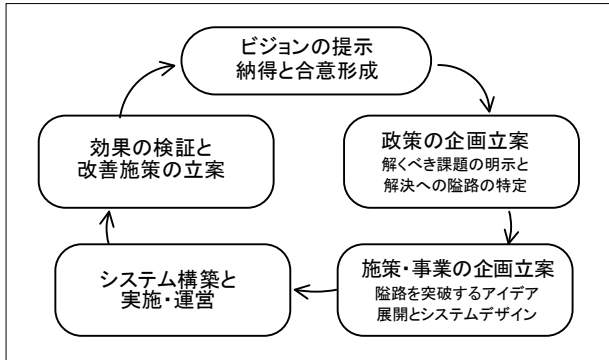 ビジョンの提示
納得と合意形成
政策の企画立案
解くべき課題の明示と
解決への隘路の特定
施策・事業の企画立案
隘路を突破するアイデア
展開とシステムデザイン
システム構築と
実施・運営
効果の検証と
改善施策の立案